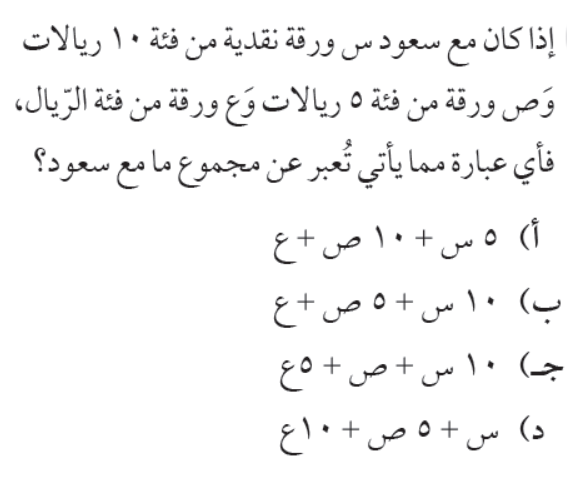 إذا كان مع سعود س ورقة نقدية من فئة ١٠ ريالات
وَص ورقة من فئة ٥ ريالات وَع ورقة من فئة الرّيال،
فأي عبارة مما يأتي تُعبر عن مجموع ما مع سعود؟
أ) ٥ س + ١٠ ص + ع
ب) ١٠ س + ٥ ص + ع
جـ) ١٠ س + ص + ٥ع
د) س + ٥ ص + ١٠ع